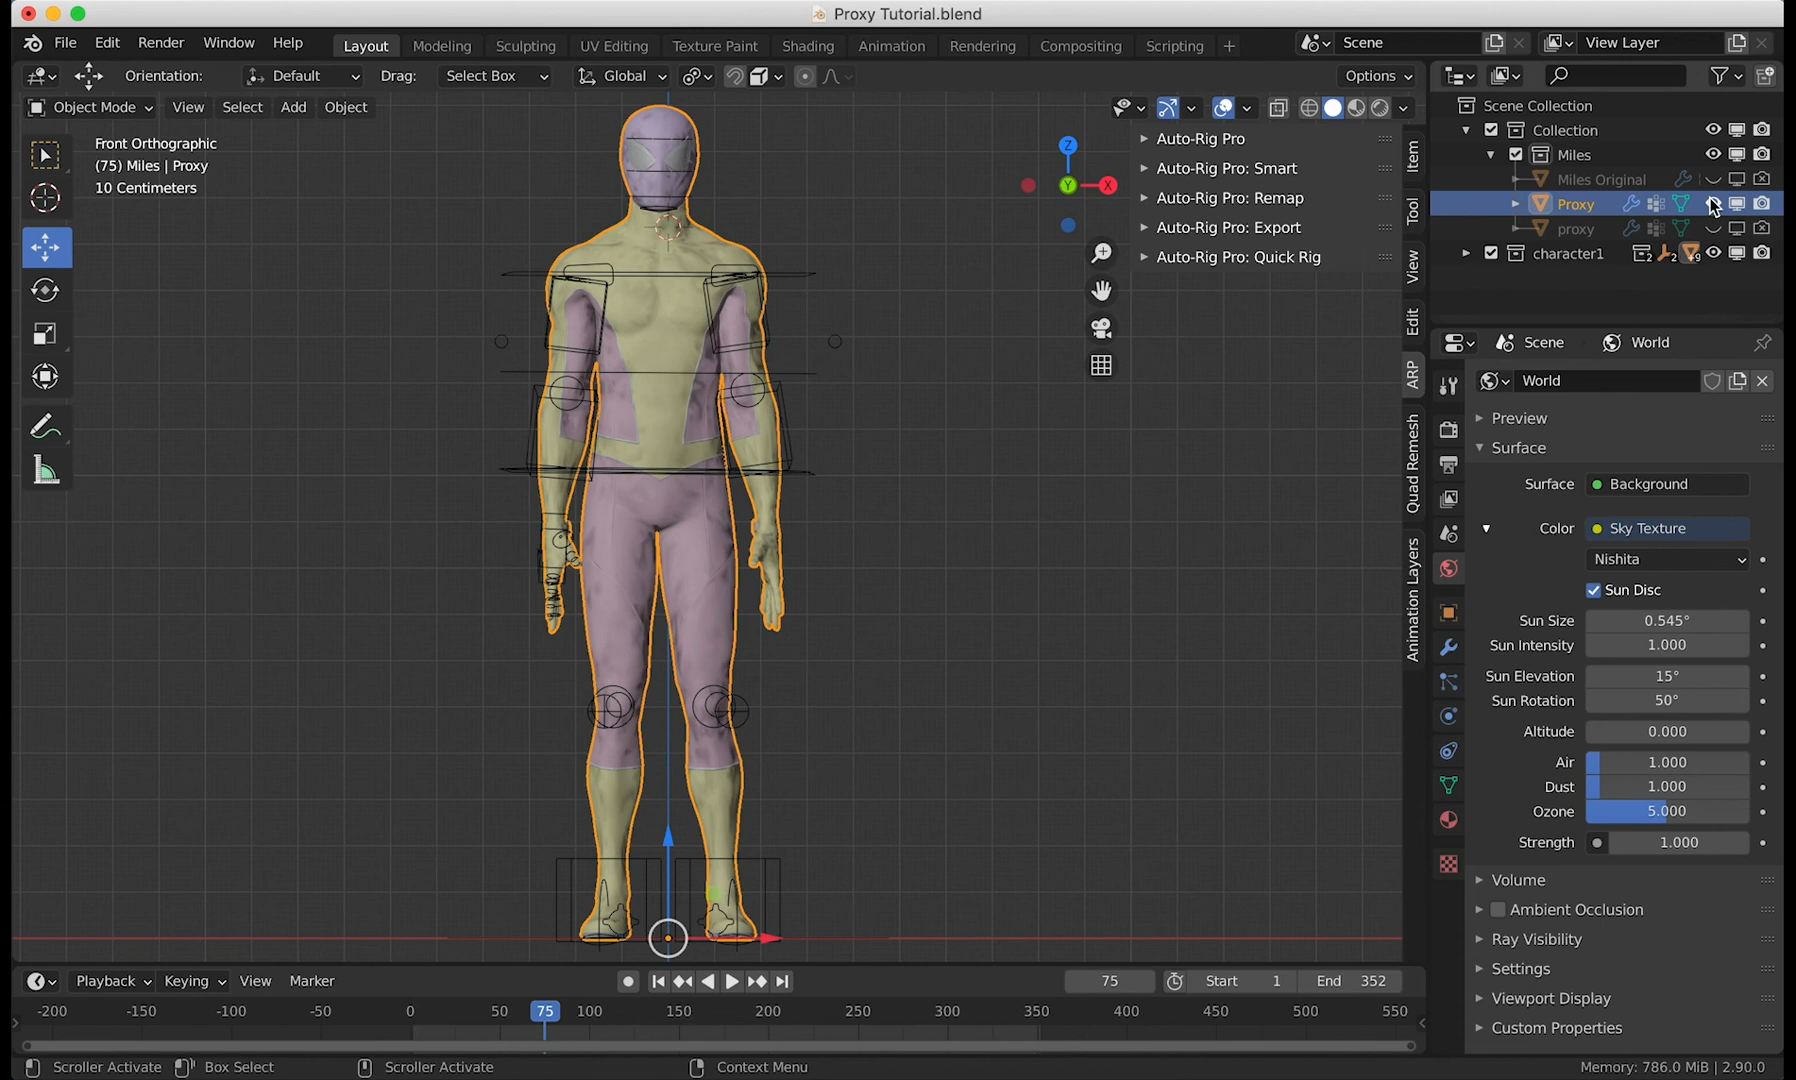 Proxy Tutorial.blend
File Edit Render Window Help Layout Modeling Sculpting UV Editing Texture Paint Shading Animation Rendering Compositing Scripting + Scene View Layer
Orientation: Default Drag: Select Box Global Options
Object Mode View Select Add Object
Front Orthographic
(75) Miles | Proxy
10 Centimeters
Z
Y
X
Auto-Rig Pro
Auto-Rig Pro: Smart
Auto-Rig Pro: Remap
Auto-Rig Pro: Export
Auto-Rig Pro: Quick Rig
Item
Tool
View
Edit
ARP
Quad Remesh
Animation Layers
Scene Collection
Collection
Miles
Miles Original
Proxy
proxy
character1 2 2 9
Scene World
World
Preview
Surface
Surface Background
Color Sky Texture
Nishita
Sun Disc
Sun Size 0.545°
Sun Intensity 1.000
Sun Elevation 15°
Sun Rotation 50°
Altitude 0.000
Air 1.000
Dust 1.000
Ozone 5.000
Strength 1.000
Volume
Ambient Occlusion
Ray Visibility
Settings
Viewport Display
Custom Properties
Playback Keying View Marker 75 Start 1 End 352
-200 -150 -100 -50 0 50 75 100 150 200 250 300 350 400 450 500 550
Scroller Activate Box Select Scroller Activate Context Menu Memory: 786.0 MiB | 2.90.0